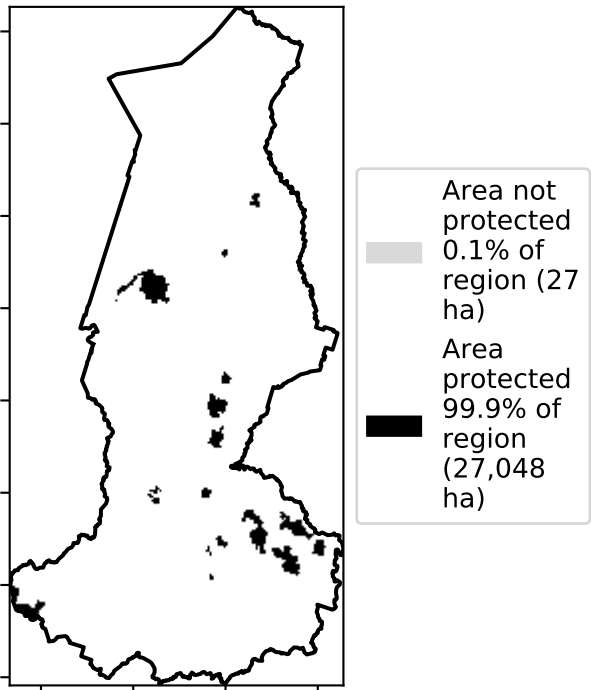 Area not
protected
0.1% of
region (27
ha)
Area
protected
99.9% of
region
(27,048
ha)